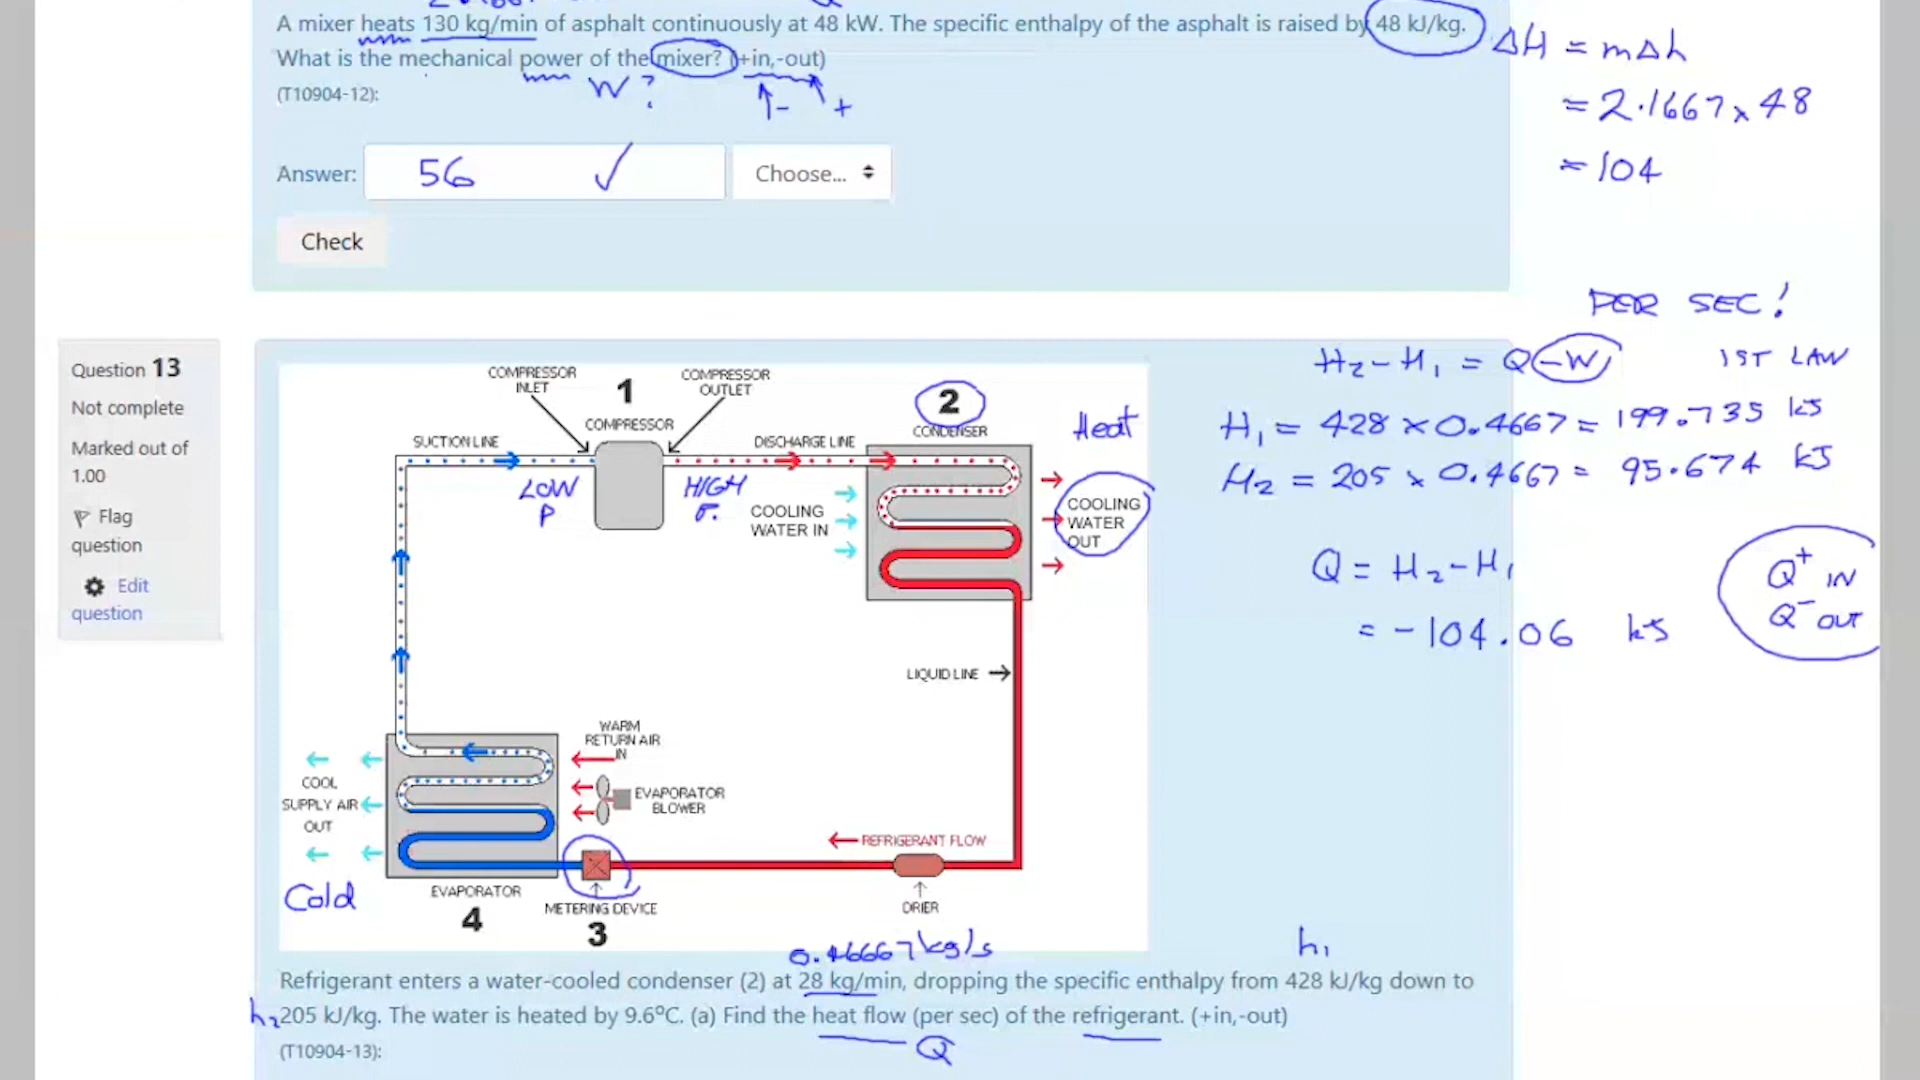 A mixer heats 130 kg/min of asphalt continuously at 48 kW. The specific enthalpy of the asphalt is raised by 48 kJ/kg.
What is the mechanical power of the mixer? (+in,-out)
W ?
- +
(T10904-12):
ΔH = mΔh
= 2.1667 x 48
= 104
Answer: 56 ✓ Choose...
Check
Question 13
Not complete
Marked out of
1.00
Flag
question
Edit
question
COMPRESSOR
INLET
1
COMPRESSOR
OUTLET
COMPRESSOR
SUCTION LINE
DISCHARGE LINE
2
CONDENSER
Heat
LOW
P
HIGH
COOLING
WATER IN
COOLING
WATER
OUT
LIQUID LINE
WARM
RETURN AIR
IN
EVAPORATOR
BLOWER
COOL
SUPPLY AIR
OUT
Cold
EVAPORATOR
4
METERING DEVICE
3
REFRIGERANT FLOW
DRIER
PER SEC!
H2 - H1 = Q - W 1ST LAW
H1 = 428 x 0.4667 = 199.735 kJ
H2 = 205 x 0.4667 = 95.674 kJ
Q = H2 - H1
= -104.06 kJ
Q+ IN
Q- OUT
0.46667 kg/s
h1
Refrigerant enters a water-cooled condenser (2) at 28 kg/min, dropping the specific enthalpy from 428 kJ/kg down to
h2 205 kJ/kg. The water is heated by 9.6°C. (a) Find the heat flow (per sec) of the refrigerant. (+in,-out)
Q
(T10904-13):